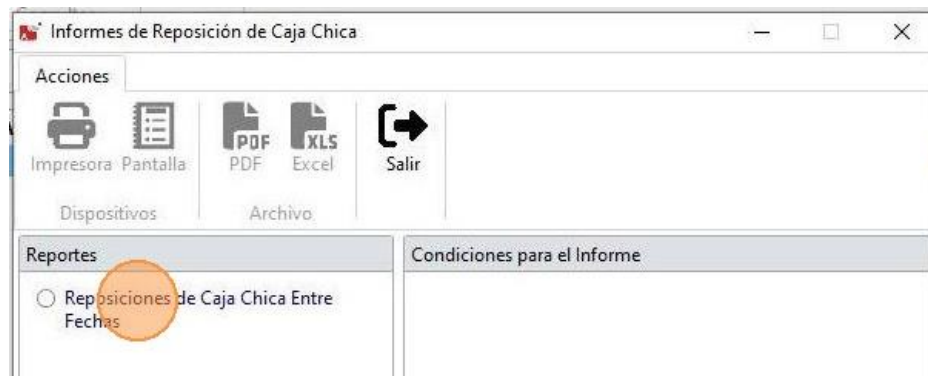 Informes de Reposición de Caja Chica
Acciones
PDF XLS
Impresora Pantalla PDF Excel Salir
Dispositivos Archivo
Reportes Condiciones para el Informe
Reposiciones de Caja Chica Entre
Fechas